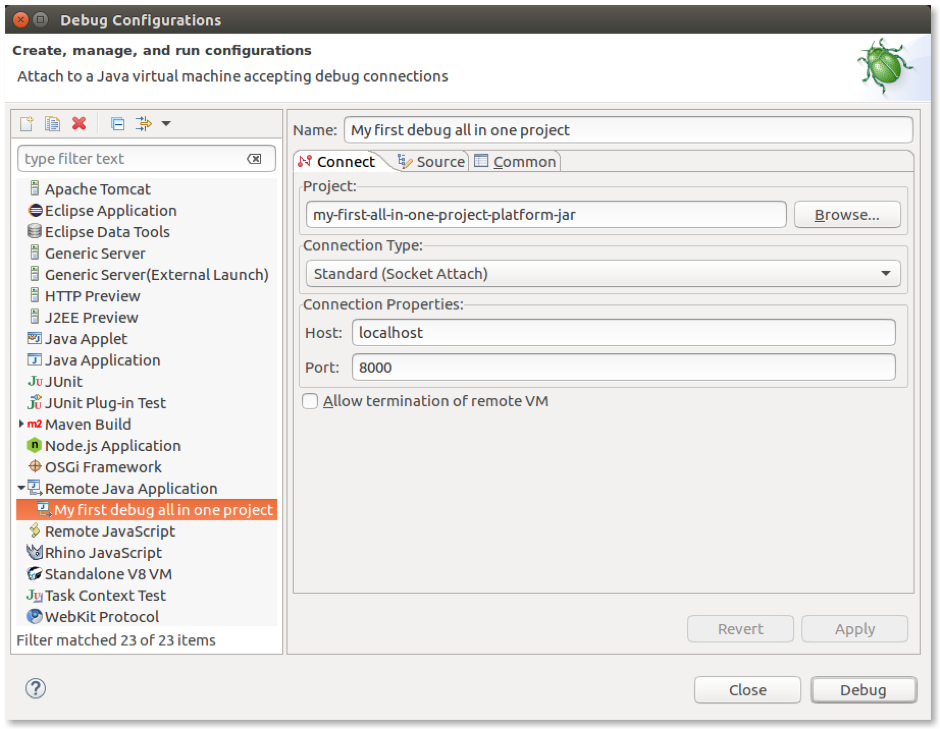 Debug Configurations
Create, manage, and run configurations
Attach to a Java virtual machine accepting debug connections
type filter text
Apache Tomcat
Eclipse Application
Eclipse Data Tools
Generic Server
Generic Server(External Launch)
HTTP Preview
J2EE Preview
Java Applet
Java Application
Ju JUnit
JUnit Plug-in Test
m2 Maven Build
Node.js Application
OSGi Framework
Remote Java Application
My first debug all in one project
Remote JavaScript
Rhino JavaScript
Standalone V8 VM
Task Context Test
WebKit Protocol
Filter matched 23 of 23 items
Name: My first debug all in one project
Connect Source Common
Project:
my-first-all-in-one-project-platform-jar Browse...
Connection Type:
Standard (Socket Attach)
Connection Properties:
Host: localhost
Port: 8000
Allow termination of remote VM
Revert Apply
? Close Debug